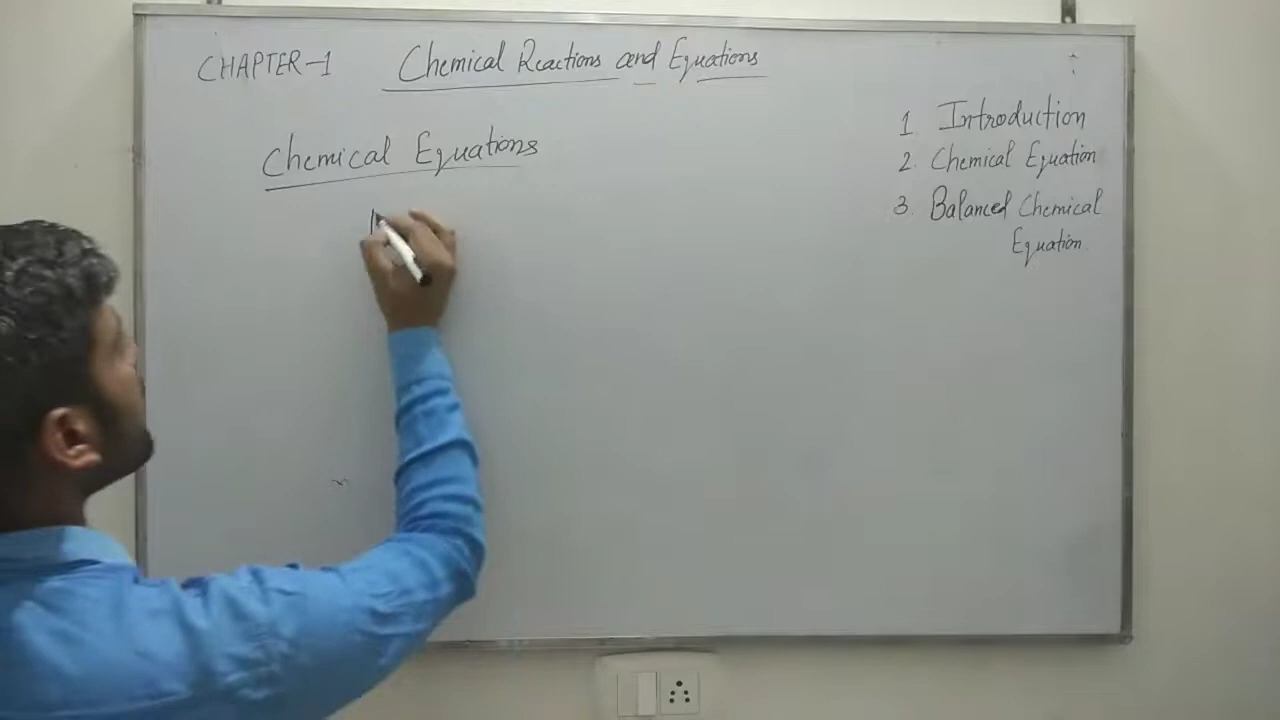 CHAPTER-1 Chemical Reactions and Equations
Chemical Equations
1 Introduction
2. Chemical Equation
3. Balanced Chemical
Equation